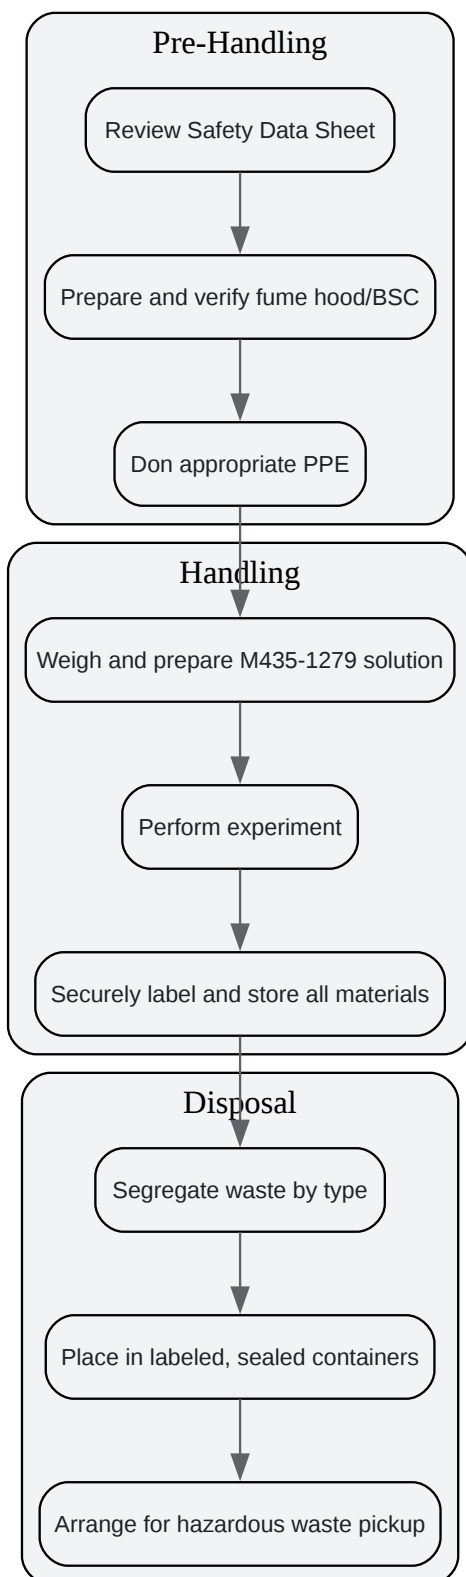 Pre-Handling
Review Safety Data Sheet
Prepare and verify fume hood/BSC
Don appropriate PPE
Handling
Weigh and prepare M435-1279 solution
Perform experiment
Securely label and store all materials
Disposal
Segregate waste by type
Place in labeled, sealed containers
Arrange for hazardous waste pickup